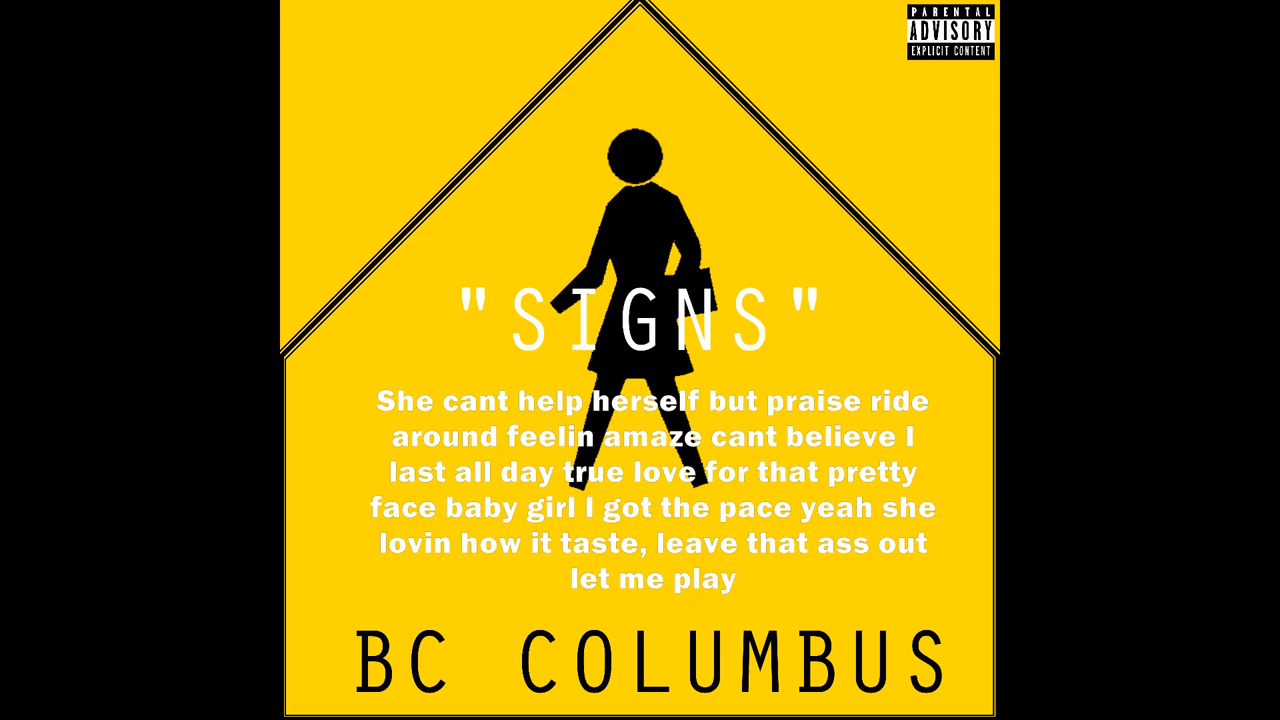 PARENTAL
ADVISORY
EXPLICIT CONTENT
"SIGNS"
She cant help herself but praise ride
around feelin amaze cant believe I
last all day true love for that pretty
face baby girl I got the pace yeah she
lovin how it taste, leave that ass out
let me play
BC COLUMBUS